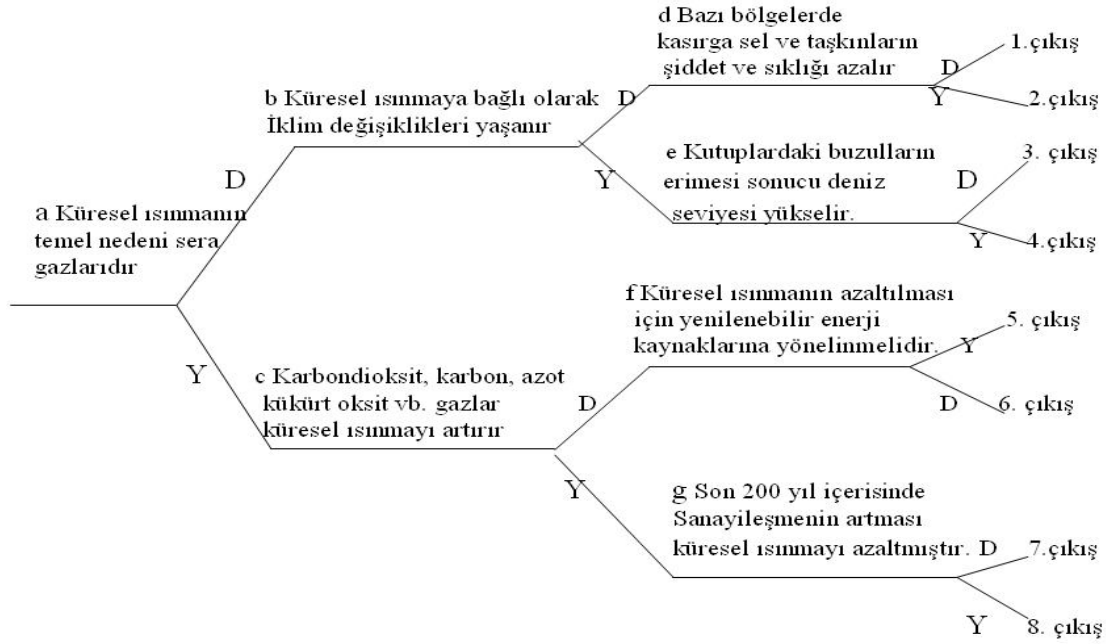 a Küresel ısınmanın
temel nedeni sera
gazlarıdır
D
Y
b Küresel ısınmaya bağlı olarak
İklim değişiklikleri yaşanır
D
Y
c Karbondioksit, karbon, azot
kükürt oksit vb. gazlar
küresel ısınmayı artırır
D
Y
d Bazı bölgelerde
kasırga sel ve taşkınların
şiddet ve sıklığı azalır
D
Y
1.çıkış
2.çıkış
e Kutuplardaki buzulların
erimesi sonucu deniz
seviyesi yükselir.
D
Y
3. çıkış
4.çıkış
f Küresel ısınmanın azaltılması
için yenilenebilir enerji
kaynaklarına yönelinmelidir.
Y
D
5. çıkış
6. çıkış
g Son 200 yıl içerisinde
Sanayileşmenin artması
küresel ısınmayı azaltmıştır.
D
Y
7.çıkış
8. çıkış